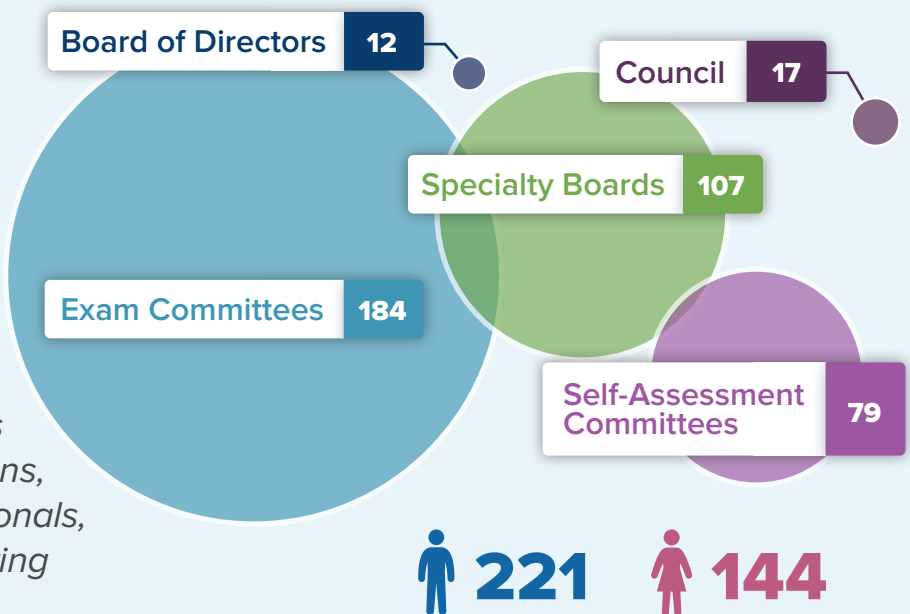 Board of Directors 12
Council 17
Specialty Boards 107
Exam Committees 184
Self-Assessment
Committees
79
221 144